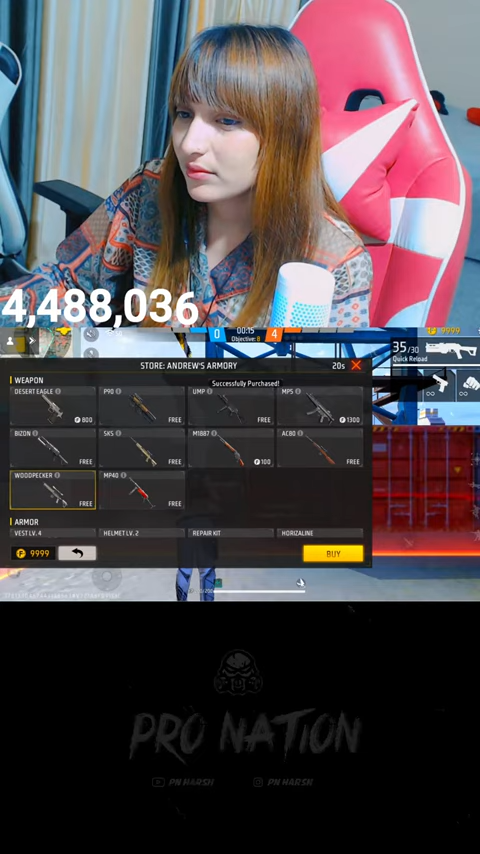 4,488,036
0
00:15
4
Objective: 8
9999
35/30
Quick Reload
STORE: ANDREW'S ARMORY
20s
WEAPON
Successfully Purchased!
DESERT EAGLE
800
P90
FREE
UMP
FREE
MP5
1300
BIZON
FREE
SKS
FREE
M1887
100
AC80
FREE
WOODPECKER
FREE
MP40
FREE
ARMOR
VEST LV. 4
HELMET LV. 2
REPAIR KIT
HORIZALINE
9999
BUY
PRO NATION
PN HARSH
PN HARSH